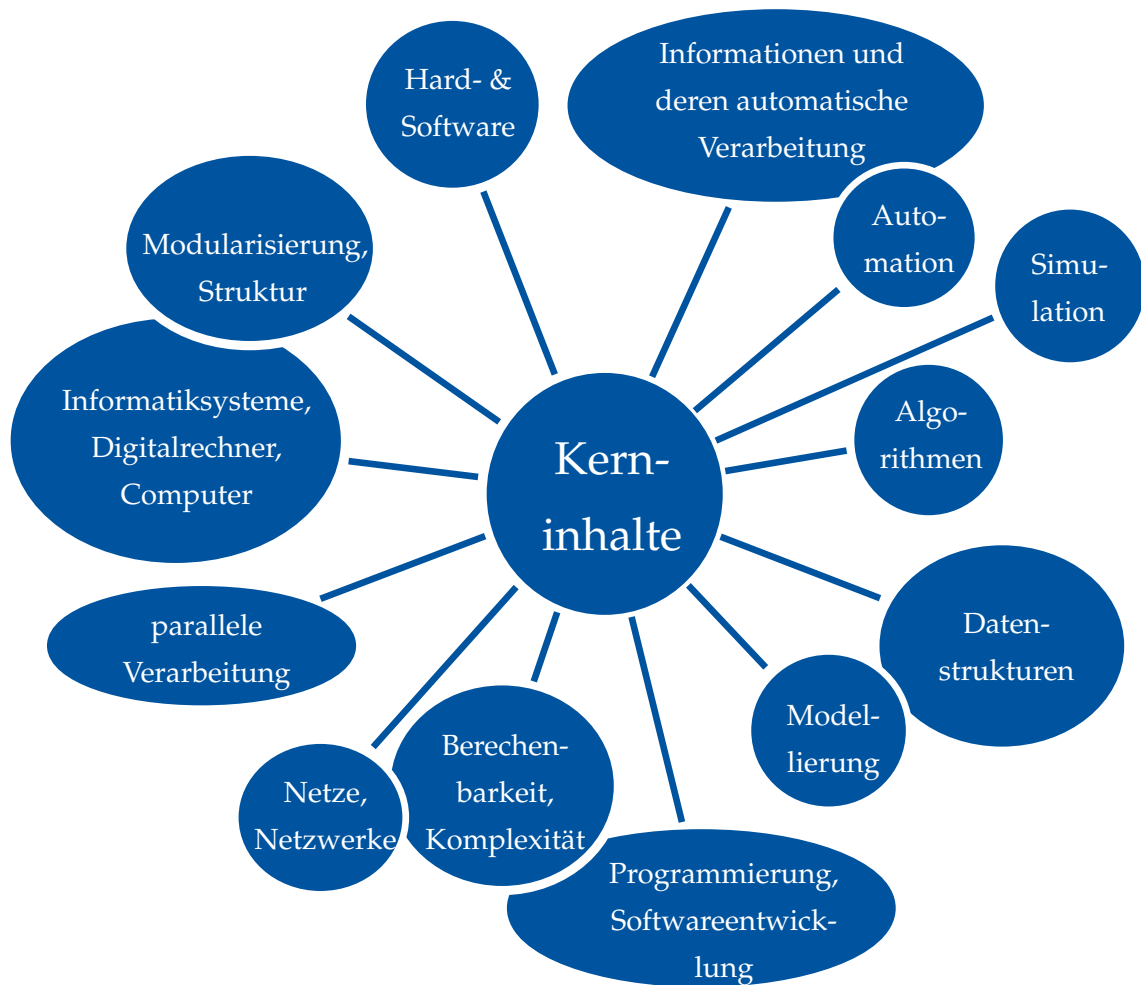 Hard- &
Software
Informationen und
deren automatische
Verarbeitung
Auto-
mation
Simu-
lation
Modularisierung,
Struktur
Algo-
rithmen
Informatiksysteme,
Digitalrechner,
Computer
Kern-
inhalte
Daten-
strukturen
parallele
Verarbeitung
Model-
lierung
Berechen-
barkeit,
Komplexität
Netze,
Netzwerke
Programmierung,
Softwareentwick-
lung